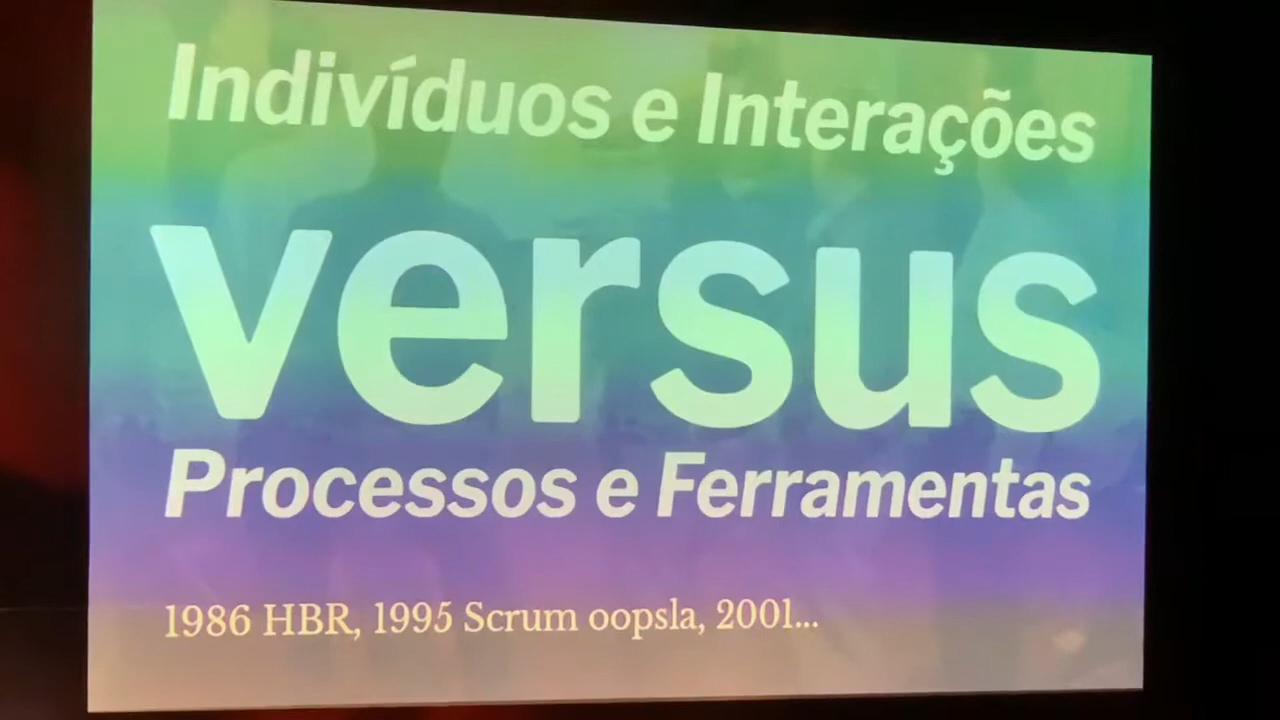 Indivíduos e Interações
versus
Processos e Ferramentas
1986 HBR, 1995 Scrum oopsla, 2001...